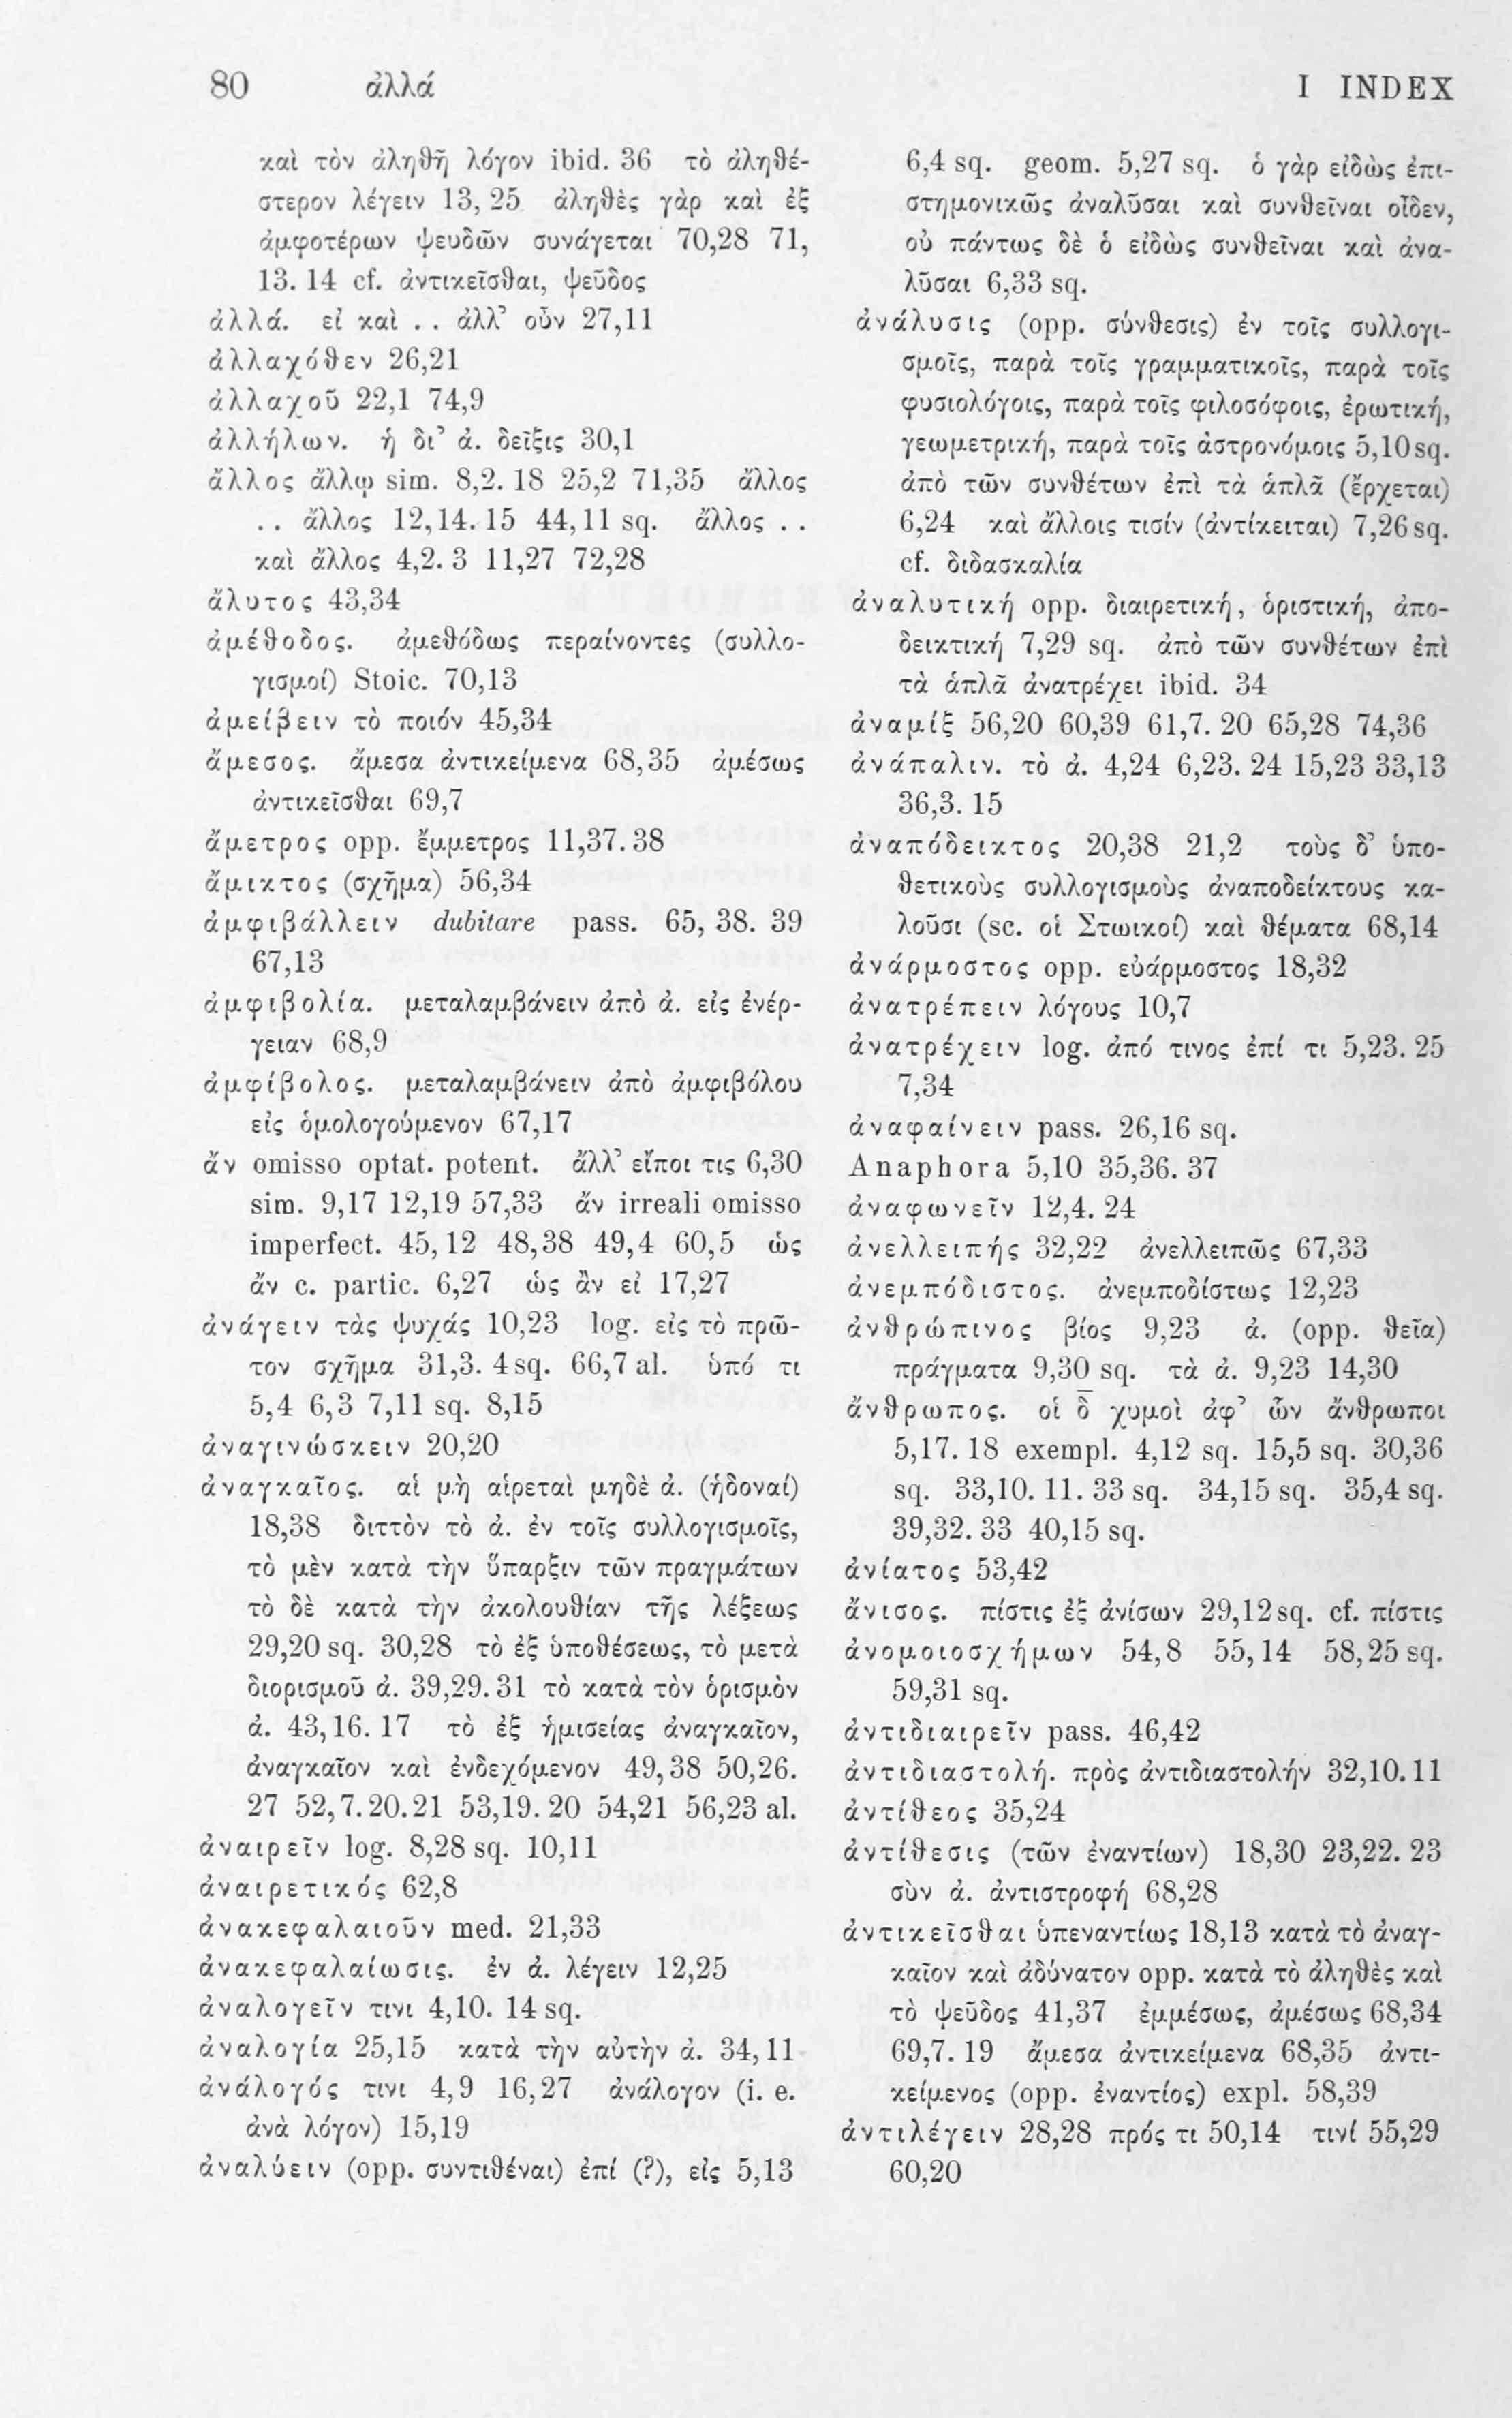 80 ἀλλά I INDEX
καὶ τὸν ἀληθῆ λόγον ibid. 36 τὸ ἀληθέ-
στερον λέγειν 13,25 ἀληθὲς γὰρ καὶ ἐξ
ἀμφοτέρων ψευδῶν συνάγεται 70,28 71,
13. 14 cf. ἀντικεῖσθαι, ψεῦδος
ἀλλά. εἰ καὶ . . ἀλλ’ οὖν 27,11
ἀλλαχόθεν 26,21
ἀλλαχοῦ 22,1 74,9
ἀλλήλων. ἡ δι’ ἀ. δεῖξις 30,1
ἄλλος ἄλλῳ sim. 8,2. 18 25,2 71,35 ἄλλος
. . ἄλλος 12,14. 15 44,11 sq. ἄλλος . .
καὶ ἄλλος 4,2. 3 11,27 72,28
ἄλυτος 43,34
ἀμέθοδος. ἀμεθόδως περαίνοντες (συλλο-
γισμοί) Stoic. 70,13
ἀμείβειν τὸ ποιόν 45,34
ἄμεσος. ἄμεσα ἀντικείμενα 68,35 ἀμέσως
ἀντικεῖσθαι 69,7
ἄμετρος opp. ἔμμετρος 11,37. 38
ἄμικτος (σχῆμα) 56,34
ἀμφιβάλλειν dubitare pass. 65, 38. 39
67,13
ἀμφιβολία. μεταλαμβάνειν ἀπὸ ἀ. εἰς ἐνέρ-
γειαν 68,9
ἀμφίβολος. μεταλαμβάνειν ἀπὸ ἀμφιβόλου
εἰς ὁμολογούμενον 67,17
ἄν omisso optat. potent. ἄλλ’ εἴποι τις 6,30
sim. 9,17 12,19 57,33 ἄν irreali omisso
imperfect. 45,12 48,38 49,4 60,5 ὡς
ἄν c. partic. 6,27 ὡς ἂν εἰ 17,27
ἀνάγειν τὰς ψυχάς 10,23 log. εἰς τὸ πρῶ-
τον σχῆμα 31,3. 4 sq. 66,7 al. ὑπό τι
5,4 6,3 7,11 sq. 8,15
ἀναγινώσκειν 20,20
ἀναγκαῖος. αἱ μὴ αἱρεταὶ μηδὲ ἀ. (ἡδοναί)
18,38 διττὸν τὸ ἀ. ἐν τοῖς συλλογισμοῖς,
τὸ μὲν κατὰ τὴν ὕπαρξιν τῶν πραγμάτων
τὸ δὲ κατὰ τὴν ἀκολουθίαν τῆς λέξεως
29,20 sq. 30,28 τὸ ἐξ ὑποθέσεως, τὸ μετὰ
διορισμοῦ ἀ. 39,29. 31 τὸ κατὰ τὸν ὁρισμὸν
ἀ. 43,16. 17 τὸ ἐξ ἡμισείας ἀναγκαῖον,
ἀναγκαῖον καὶ ἐνδεχόμενον 49,38 50,26.
27 52,7. 20. 21 53,19. 20 54,21 56,23 al.
ἀναιρεῖν log. 8,28 sq. 10,11
ἀναιρετικός 62,8
ἀνακεφαλαιοῦν med. 21,33
ἀνακεφαλαίωσις. ἐν ἀ. λέγειν 12,25
ἀναλογεῖν τινι 4,10. 14 sq.
ἀναλογία 25,15 κατὰ τὴν αὐτὴν ἀ. 34,11
ἀνάλογός τινι 4,9 16,27 ἀνάλογον (i. e.
ἀνὰ λόγον) 15,19
ἀναλύειν (opp. συντιθέναι) ἐπί (?), εἰς 5,13
6,4 sq. geom. 5,27 sq. ὁ γὰρ εἰδὼς ἐπι-
στημονικῶς ἀναλῦσαι καὶ συνθεῖναι οἶδεν,
οὐ πάντως δὲ ὁ εἰδὼς συνθεῖναι καὶ ἀνα-
λῦσαι 6,33 sq.
ἀνάλυσις (opp. σύνθεσις) ἐν τοῖς συλλογι-
σμοῖς, παρὰ τοῖς γραμματικοῖς, παρὰ τοῖς
φυσιολόγοις, παρὰ τοῖς φιλοσόφοις, ἐρωτική,
γεωμετρική, παρὰ τοῖς ἀστρονόμοις 5,10 sq.
ἀπὸ τῶν συνθέτων ἐπὶ τὰ ἁπλᾶ (ἔρχεται)
6,24 καὶ ἄλλοις τισίν (ἀντίκειται) 7,26 sq.
cf. διδασκαλία
ἀναλυτική opp. διαιρετική, ὁριστική, ἀπο-
δεικτική 7,29 sq. ἀπὸ τῶν συνθέτων ἐπὶ
τὰ ἁπλᾶ ἀνατρέχει ibid. 34
ἀναμίξ 56,20 60,39 61,7. 20 65,28 74,36
ἀνάπαλιν. τὸ ἀ. 4,24 6,23. 24 15,23 33,13
36,3. 15
ἀναπόδεικτος 20,38 21,2 τοὺς δ’ ὑπο-
θετικοὺς συλλογισμοὺς ἀναποδείκτους κα-
λοῦσι (sc. οἱ Στωικοί) καὶ θέματα 68,14
ἀνάρμοστος opp. εὐάρμοστος 18,32
ἀνατρέπειν λόγους 10,7
ἀνατρέχειν log. ἀπό τινος ἐπί τι 5,23. 25
7,34
ἀναφαίνειν pass. 26,16 sq.
Anaphora 5,10 35,36. 37
ἀναφωνεῖν 12,4. 24
ἀνελλειπής 32,22 ἀνελλειπῶς 67,33
ἀνεμπόδιστος. ἀνεμποδίστως 12,23
ἀνθρώπινος βίος 9,23 ἀ. (opp. θεῖα)
πράγματα 9,30 sq. τὰ ἀ. 9,23 14,30
ἄνθρωπος. οἱ δ̅ χυμοὶ ἀφ’ ὧν ἄνθρωποι
5,17. 18 exempl. 4,12 sq. 15,5 sq. 30,36
sq. 33,10. 11. 33 sq. 34,15 sq. 35,4 sq.
39,32. 33 40,15 sq.
ἀνίατος 53,42
ἄνισος. πίστις ἐξ ἀνίσων 29,12 sq. cf. πίστις
ἀνομοιοσχήμων 54,8 55,14 58,25 sq.
59,31 sq.
ἀντιδιαιρεῖν pass. 46,42
ἀντιδιαστολή. πρὸς ἀντιδιαστολήν 32,10. 11
ἀντίθεος 35,24
ἀντίθεσις (τῶν ἐναντίων) 18,30 23,22. 23
σὺν ἀ. ἀντιστροφή 68,28
ἀντικεῖσθαι ὑπεναντίως 18,13 κατὰ τὸ ἀναγ-
καῖον καὶ ἀδύνατον opp. κατὰ τὸ ἀληθὲς καὶ
τὸ ψεῦδος 41,37 ἐμμέσως, ἀμέσως 68,34
69,7. 19 ἄμεσα ἀντικείμενα 68,35 ἀντι-
κείμενος (opp. ἐναντίος) expl. 58,39
ἀντιλέγειν 28,28 πρός τι 50,14 τινί 55,29
60,20